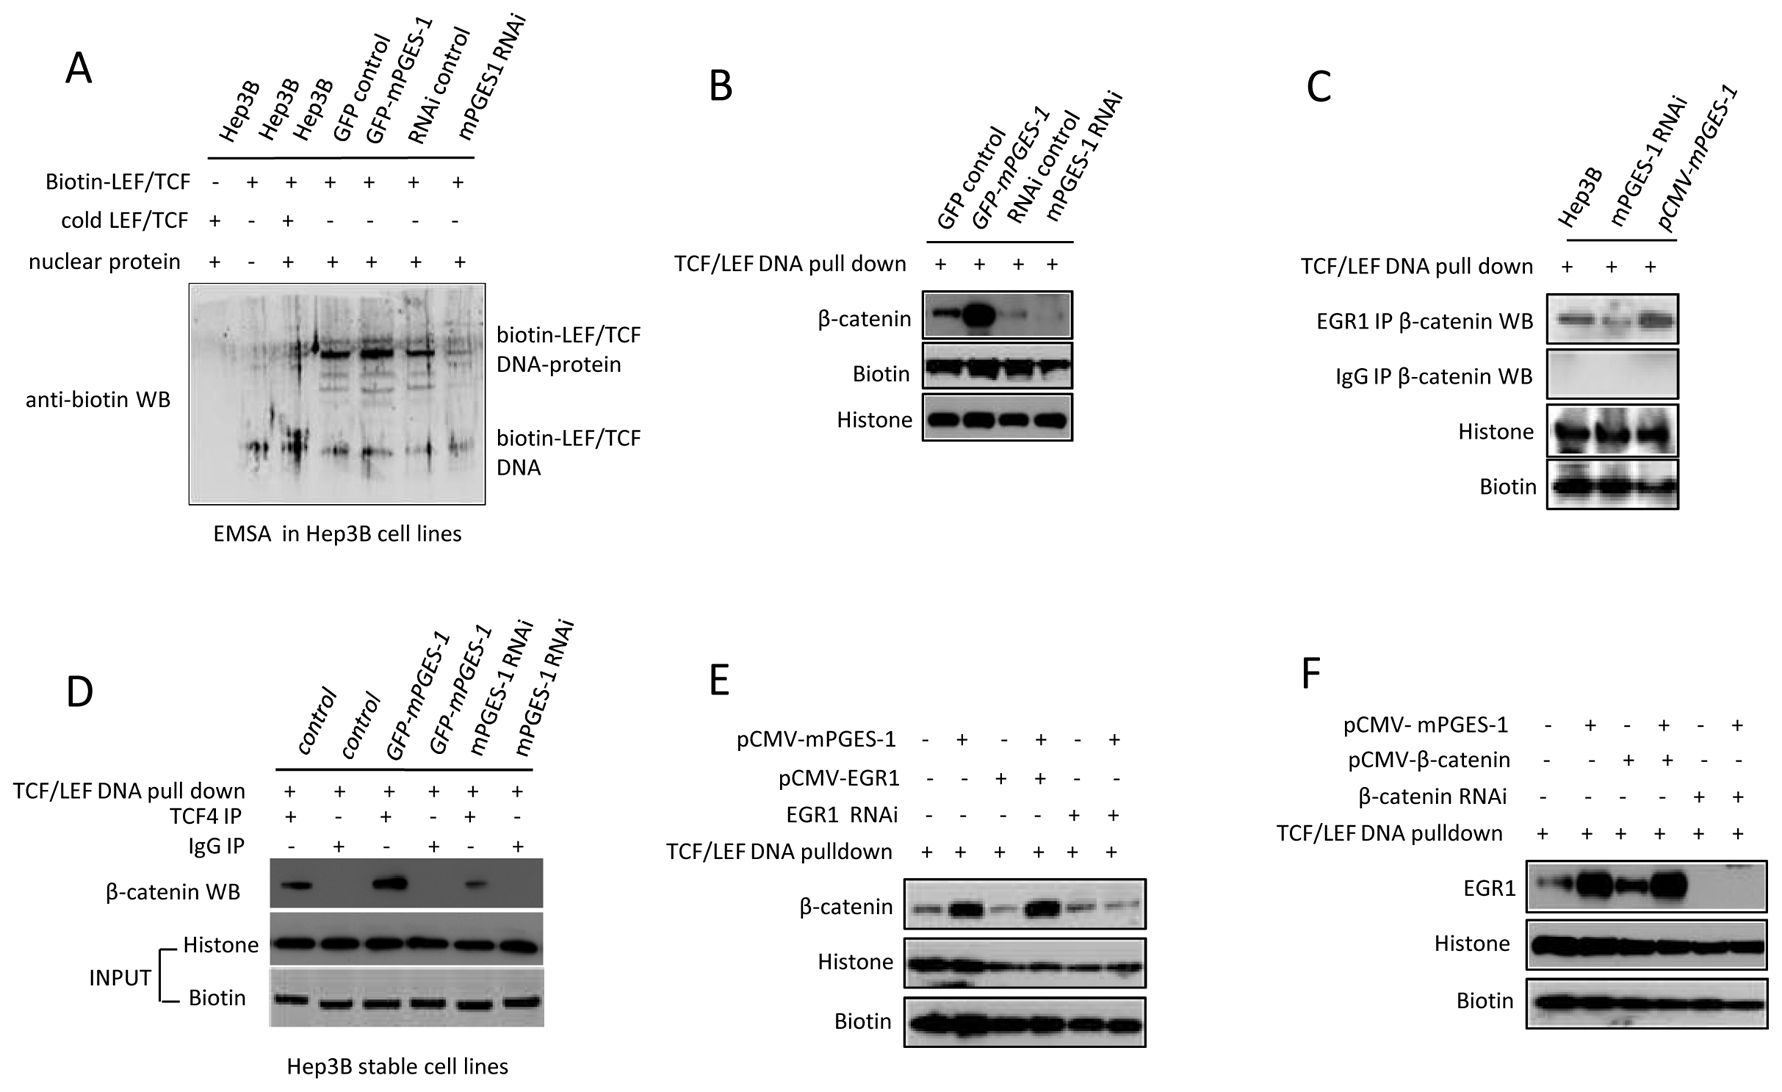 A
Hep3B
Hep3B
Hep3B
GFP control
GFP-mPGES-1
RNAi control
mPGES1 RNAi
Biotin-LEF/TCF - + + + + + +
cold LEF/TCF + - + - - - -
nuclear protein + - + + + + +
anti-biotin WB
biotin-LEF/TCF
DNA-protein
biotin-LEF/TCF
DNA
EMSA in Hep3B cell lines
B
GFP control
GFP-mPGES-1
RNAi control
mPGES-1 RNAi
TCF/LEF DNA pull down + + + +
β-catenin
Biotin
Histone
C
Hep3B
mPGES-1 RNAi
pCMV-mPGES-1
TCF/LEF DNA pull down + + +
EGR1 IP β-catenin WB
IgG IP β-catenin WB
Histone
Biotin
D
control
control
GFP-mPGES-1
GFP-mPGES-1
mPGES-1 RNAi
mPGES-1 RNAi
TCF/LEF DNA pull down + + + + + +
TCF4 IP + - + - + -
IgG IP - + - + - +
β-catenin WB
INPUT
Histone
Biotin
Hep3B stable cell lines
E
pCMV-mPGES-1 - + - + - +
pCMV-EGR1 - - + + - -
EGR1 RNAi - - - - + +
TCF/LEF DNA pulldown + + + + + +
β-catenin
Histone
Biotin
F
pCMV- mPGES-1 - + - + - +
pCMV-β-catenin - - + + - -
β-catenin RNAi - - - - + +
TCF/LEF DNA pulldown + + + + + +
EGR1
Histone
Biotin